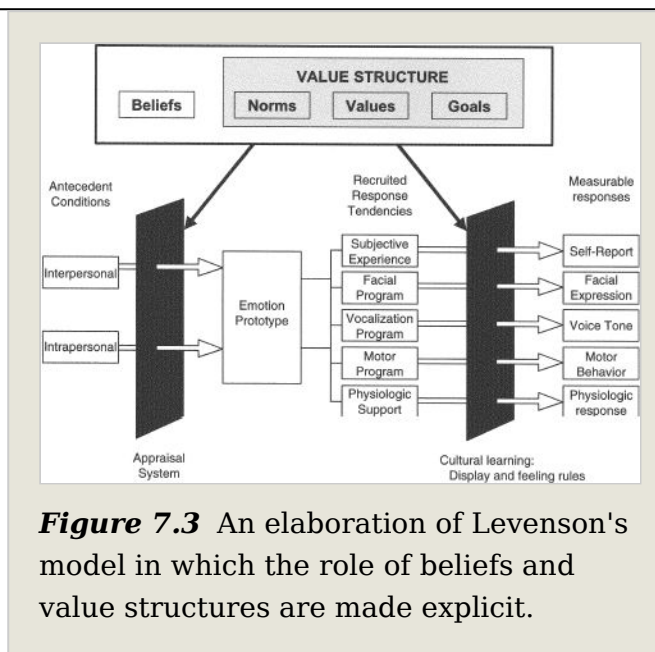 VALUE STRUCTURE
Beliefs
Norms
Values
Goals
Antecedent
Conditions
Recruited
Response
Tendencies
Measurable
responses
Interpersonal
Intrapersonal
Emotion
Prototype
Subjective
Experience
Facial
Program
Vocalization
Program
Motor
Program
Physiologic
Support
Self-Report
Facial
Expression
Voice Tone
Motor
Behavior
Physiologic
response
Appraisal
System
Cultural learning:
Display and feeling rules
Figure 7.3 An elaboration of Levenson's
model in which the role of beliefs and
value structures are made explicit.